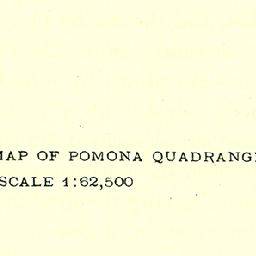 MAP OF POMONA QUADRANG
SCALE 1:62,500